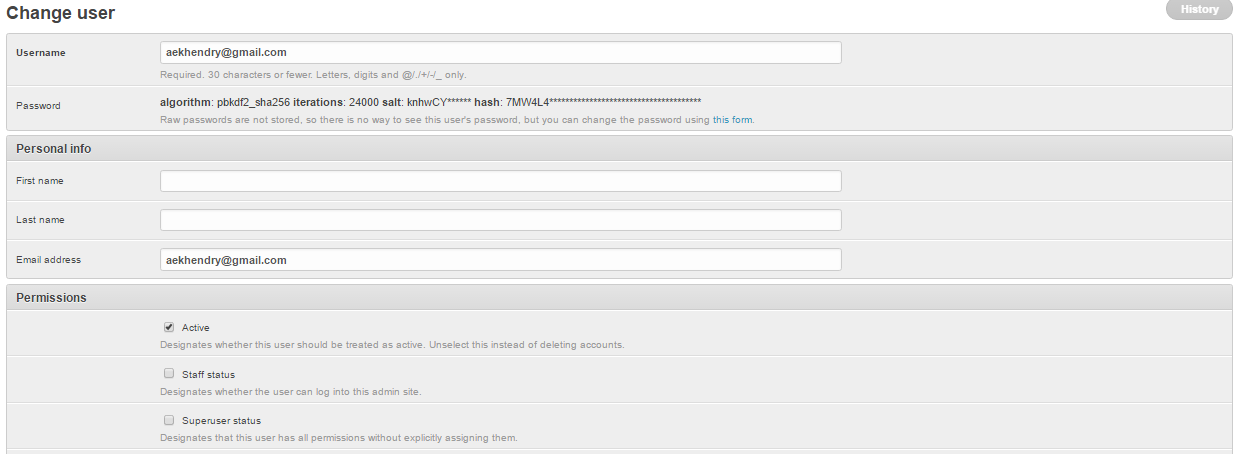 Change user
History
Username
aekhendry@gmail.com
Required. 30 characters or fewer. Letters, digits and @/./+/-/_ only.
Password
algorithm: pbkdf2_sha256 iterations: 24000 salt: knhwCY****** hash: 7MW4L4**************************************
Raw passwords are not stored, so there is no way to see this user's password, but you can change the password using this form.
Personal info
First name
Last name
Email address
aekhendry@gmail.com
Permissions
Active
Designates whether this user should be treated as active. Unselect this instead of deleting accounts.
Staff status
Designates whether the user can log into this admin site.
Superuser status
Designates that this user has all permissions without explicitly assigning them.